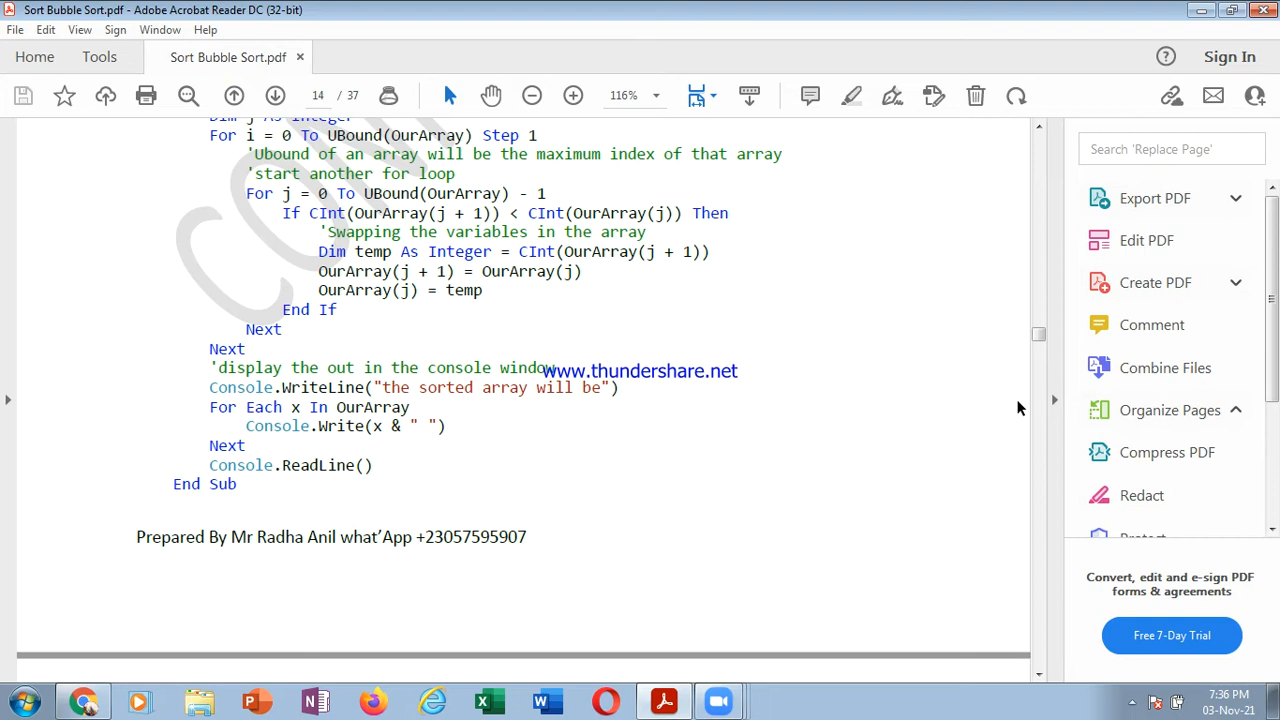 Sort Bubble Sort.pdf - Adobe Acrobat Reader DC (32-bit)
File Edit View Sign Window Help
Home Tools Sort Bubble Sort.pdf × Sign In
14 / 37 116%
Dim j As Integer
For i = 0 To UBound(OurArray) Step 1
'Ubound of an array will be the maximum index of that array
'start another for loop
For j = 0 To UBound(OurArray) - 1
If CInt(OurArray(j + 1)) < CInt(OurArray(j)) Then
'Swapping the variables in the array
Dim temp As Integer = CInt(OurArray(j + 1))
OurArray(j + 1) = OurArray(j)
OurArray(j) = temp
End If
Next
Next
'display the out in the console window
www.thundershare.net
Console.WriteLine("the sorted array will be")
For Each x In OurArray
Console.Write(x & " ")
Next
Console.ReadLine()
End Sub
Prepared By Mr Radha Anil what'App +23057595907
Search 'Replace Page'
Export PDF
Edit PDF
Create PDF
Comment
Combine Files
Organize Pages
Compress PDF
Redact
Protect
Convert, edit and e-sign PDF
forms & agreements
Free 7-Day Trial
7:36 PM
03-Nov-21